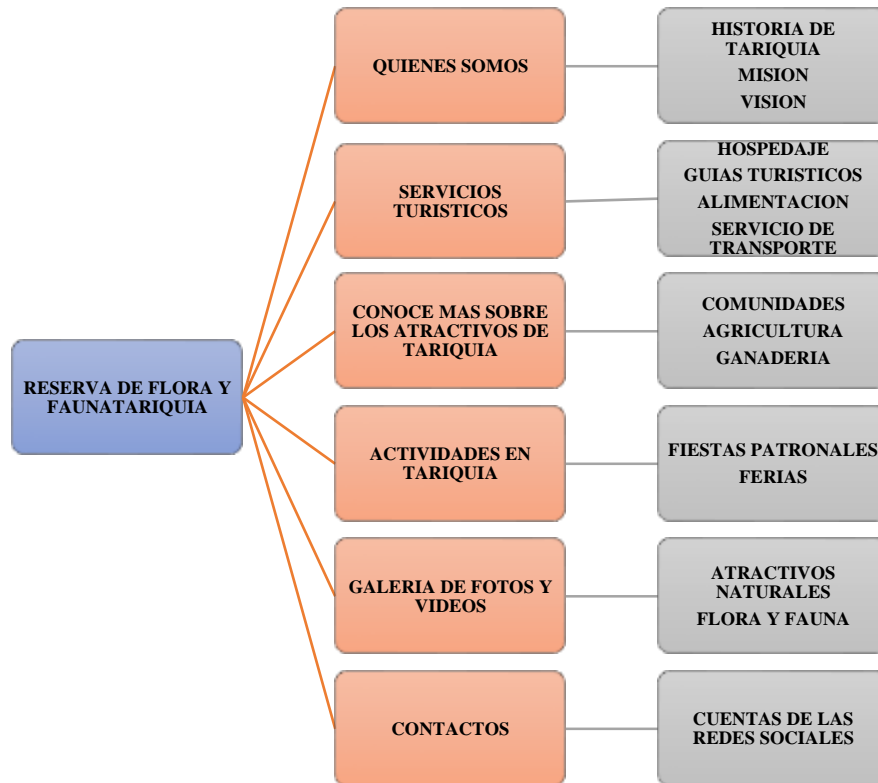 RESERVA DE FLORA Y
FAUNATARIQUIA
QUIENES SOMOS
HISTORIA DE
TARIQUIA
MISION
VISION
SERVICIOS
TURISTICOS
HOSPEDAJE
GUIAS TURISTICOS
ALIMENTACION
SERVICIO DE
TRANSPORTE
CONOCE MAS SOBRE
LOS ATRACTIVOS DE
TARIQUIA
COMUNIDADES
AGRICULTURA
GANADERIA
ACTIVIDADES EN
TARIQUIA
FIESTAS PATRONALES
FERIAS
GALERIA DE FOTOS Y
VIDEOS
ATRACTIVOS
NATURALES
FLORA Y FAUNA
CONTACTOS
CUENTAS DE LAS
REDES SOCIALES